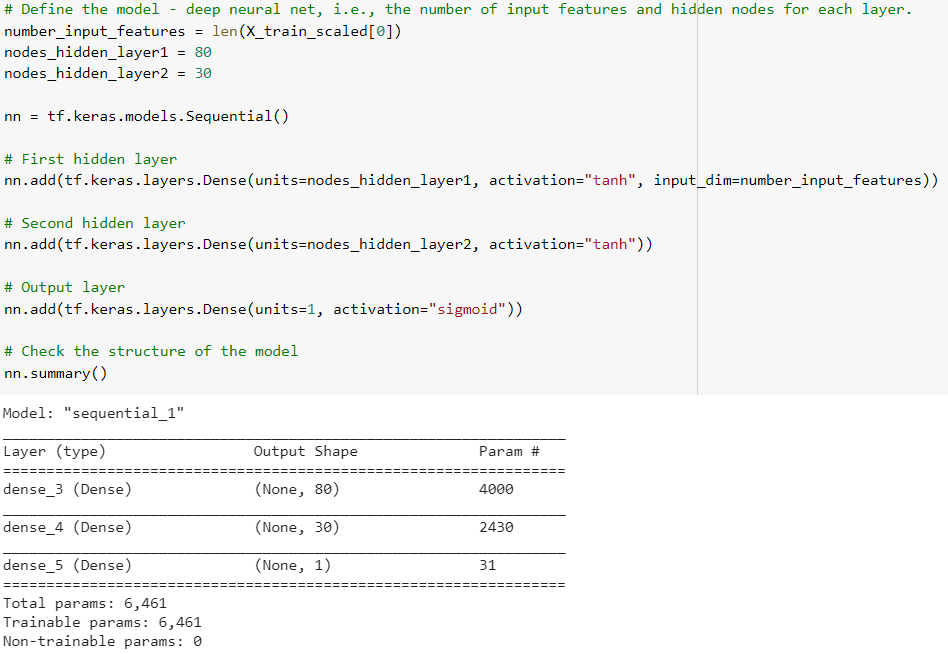 # Define the model - deep neural net, i.e., the number of input features and hidden nodes for each layer.
number_input_features = len(X_train_scaled[0])
nodes_hidden_layer1 = 80
nodes_hidden_layer2 = 30
nn = tf.keras.models.Sequential()
# First hidden layer
nn.add(tf.keras.layers.Dense(units=nodes_hidden_layer1, activation="tanh", input_dim=number_input_features))
# Second hidden layer
nn.add(tf.keras.layers.Dense(units=nodes_hidden_layer2, activation="tanh"))
# Output layer
nn.add(tf.keras.layers.Dense(units=1, activation="sigmoid"))
# Check the structure of the model
nn.summary()
Model: "sequential_1"
_________________________________________________________________
Layer (type)                 Output Shape              Param #
=================================================================
dense_3 (Dense)              (None, 80)                4000
_________________________________________________________________
dense_4 (Dense)              (None, 30)                2430
_________________________________________________________________
dense_5 (Dense)              (None, 1)                 31
=================================================================
Total params: 6,461
Trainable params: 6,461
Non-trainable params: 0